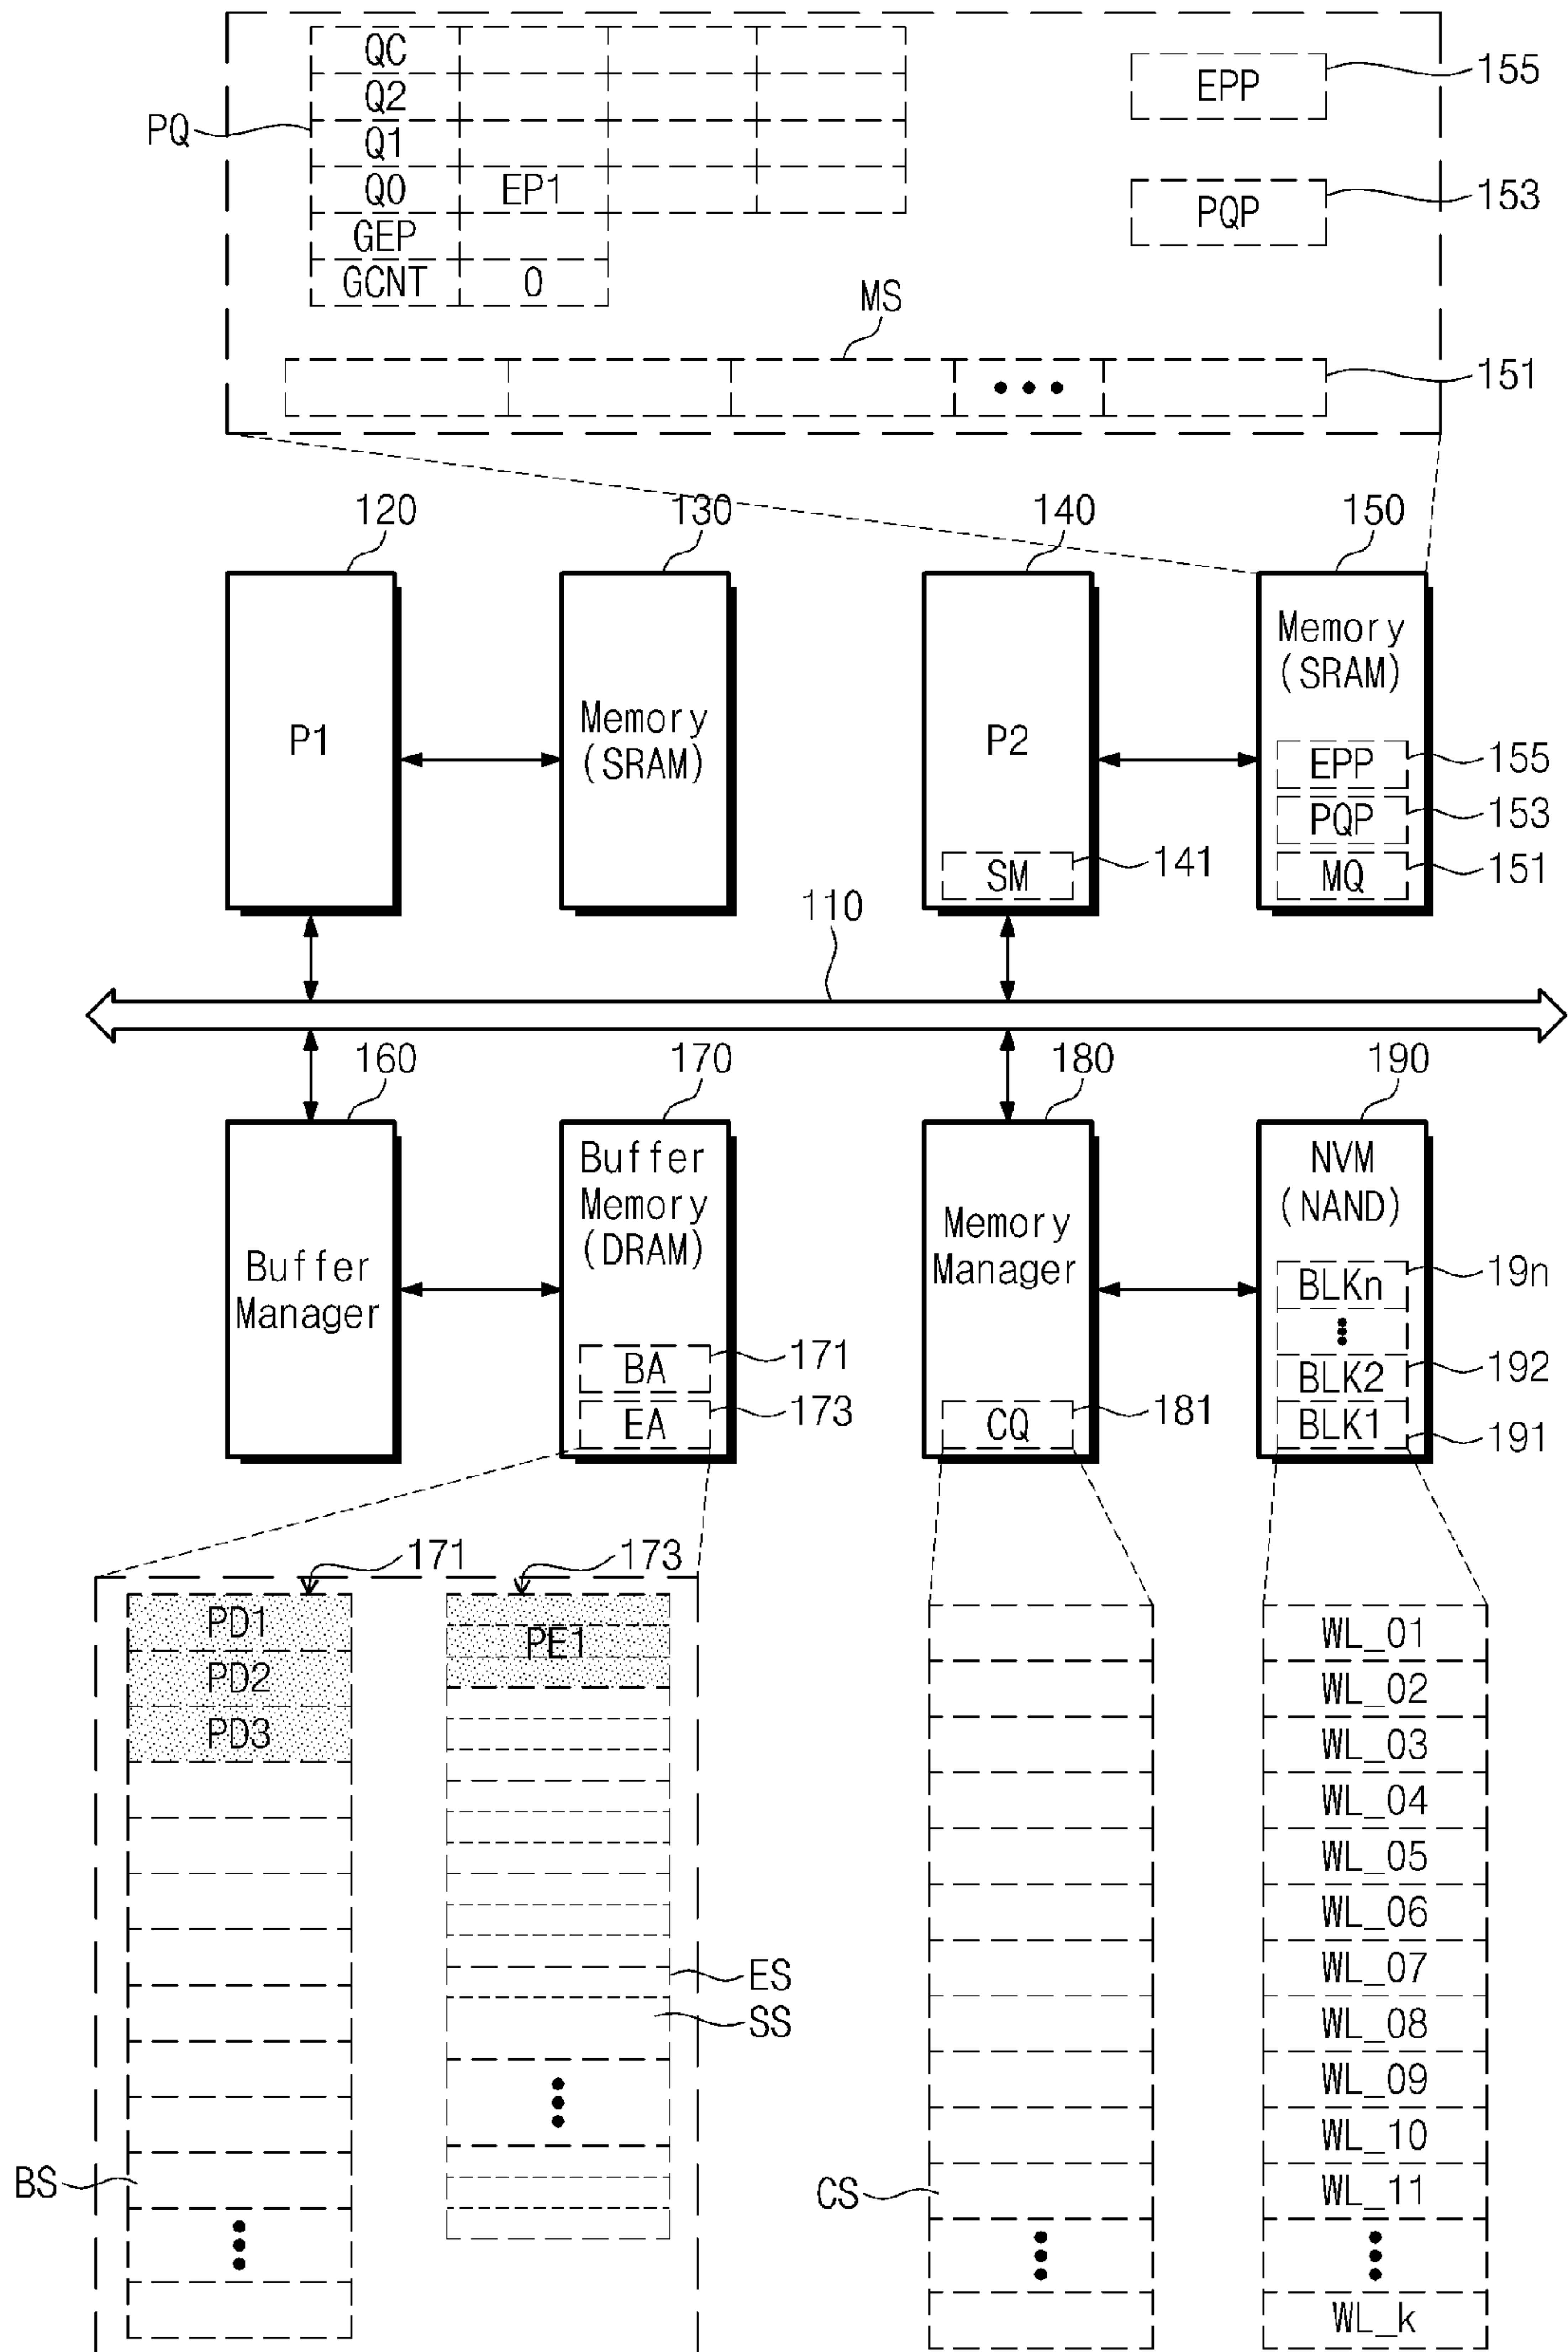 QC
Q2
Q1
Q0 EP1
GEP
GCNT 0
PQ
EPP 155
PQP 153
MS
151
120 130 140 150
P1
Memory
(SRAM)
P2
SM 141
Memory
(SRAM)
EPP 155
PQP 153
MQ 151
110
160 170 180 190
Buffer
Manager
Buffer
Memory
(DRAM)
BA 171
EA 173
Memory
Manager
CQ 181
NVM
(NAND)
BLKn 19n
BLK2 192
BLK1 191
171 173
PD1
PD2
PD3
BS
PE1
ES
SS
CS
WL_01
WL_02
WL_03
WL_04
WL_05
WL_06
WL_07
WL_08
WL_09
WL_10
WL_11
WL_k